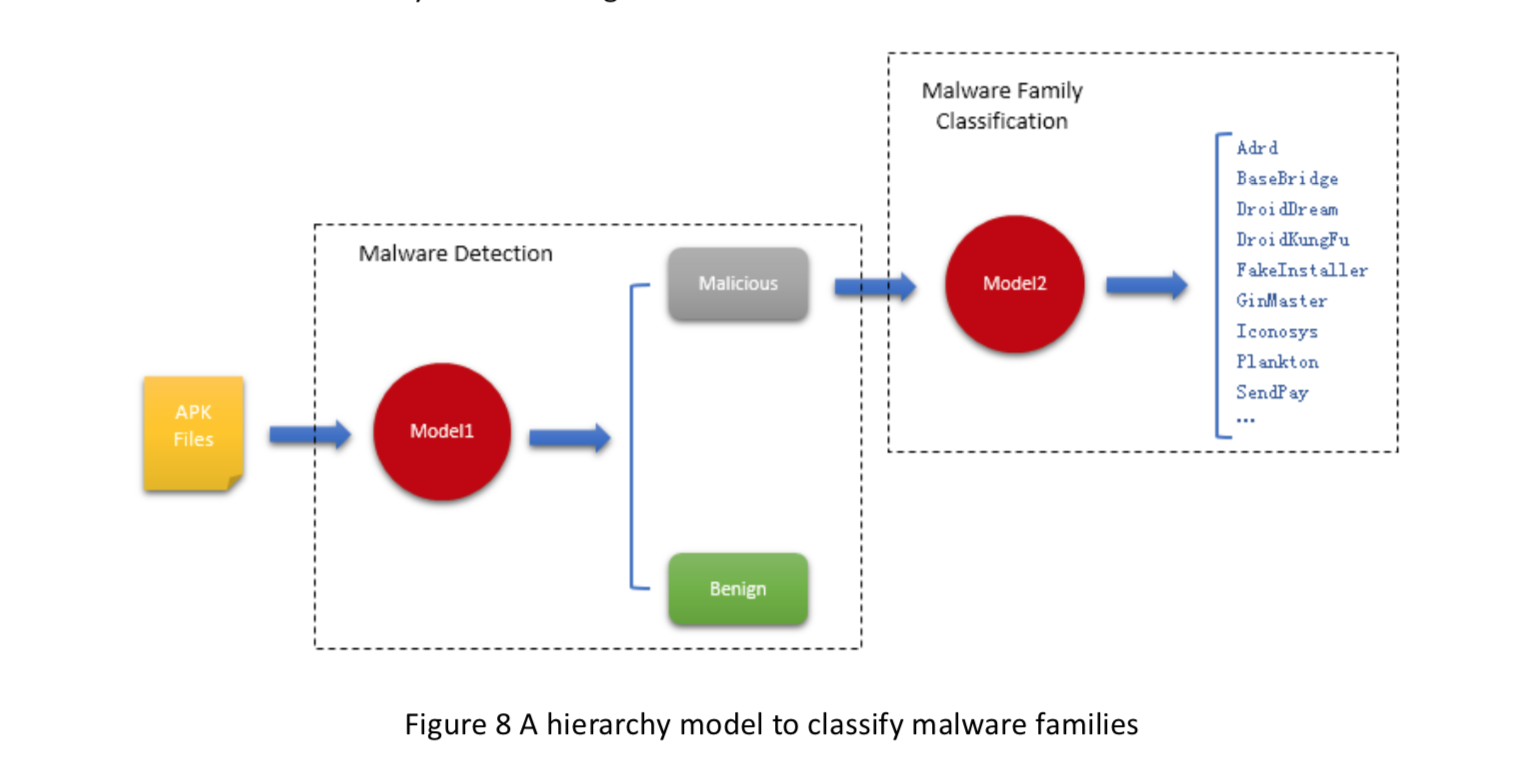 Malware Family
Classification
Adrd
BaseBridge
DroidDream
DroidKungFu
FakeInstaller
GinMaster
Iconosys
Plankton
SendPay
...
Model2
Malware Detection
Malicious
APK
Files
Model1
Benign
Figure 8 A hierarchy model to classify malware families